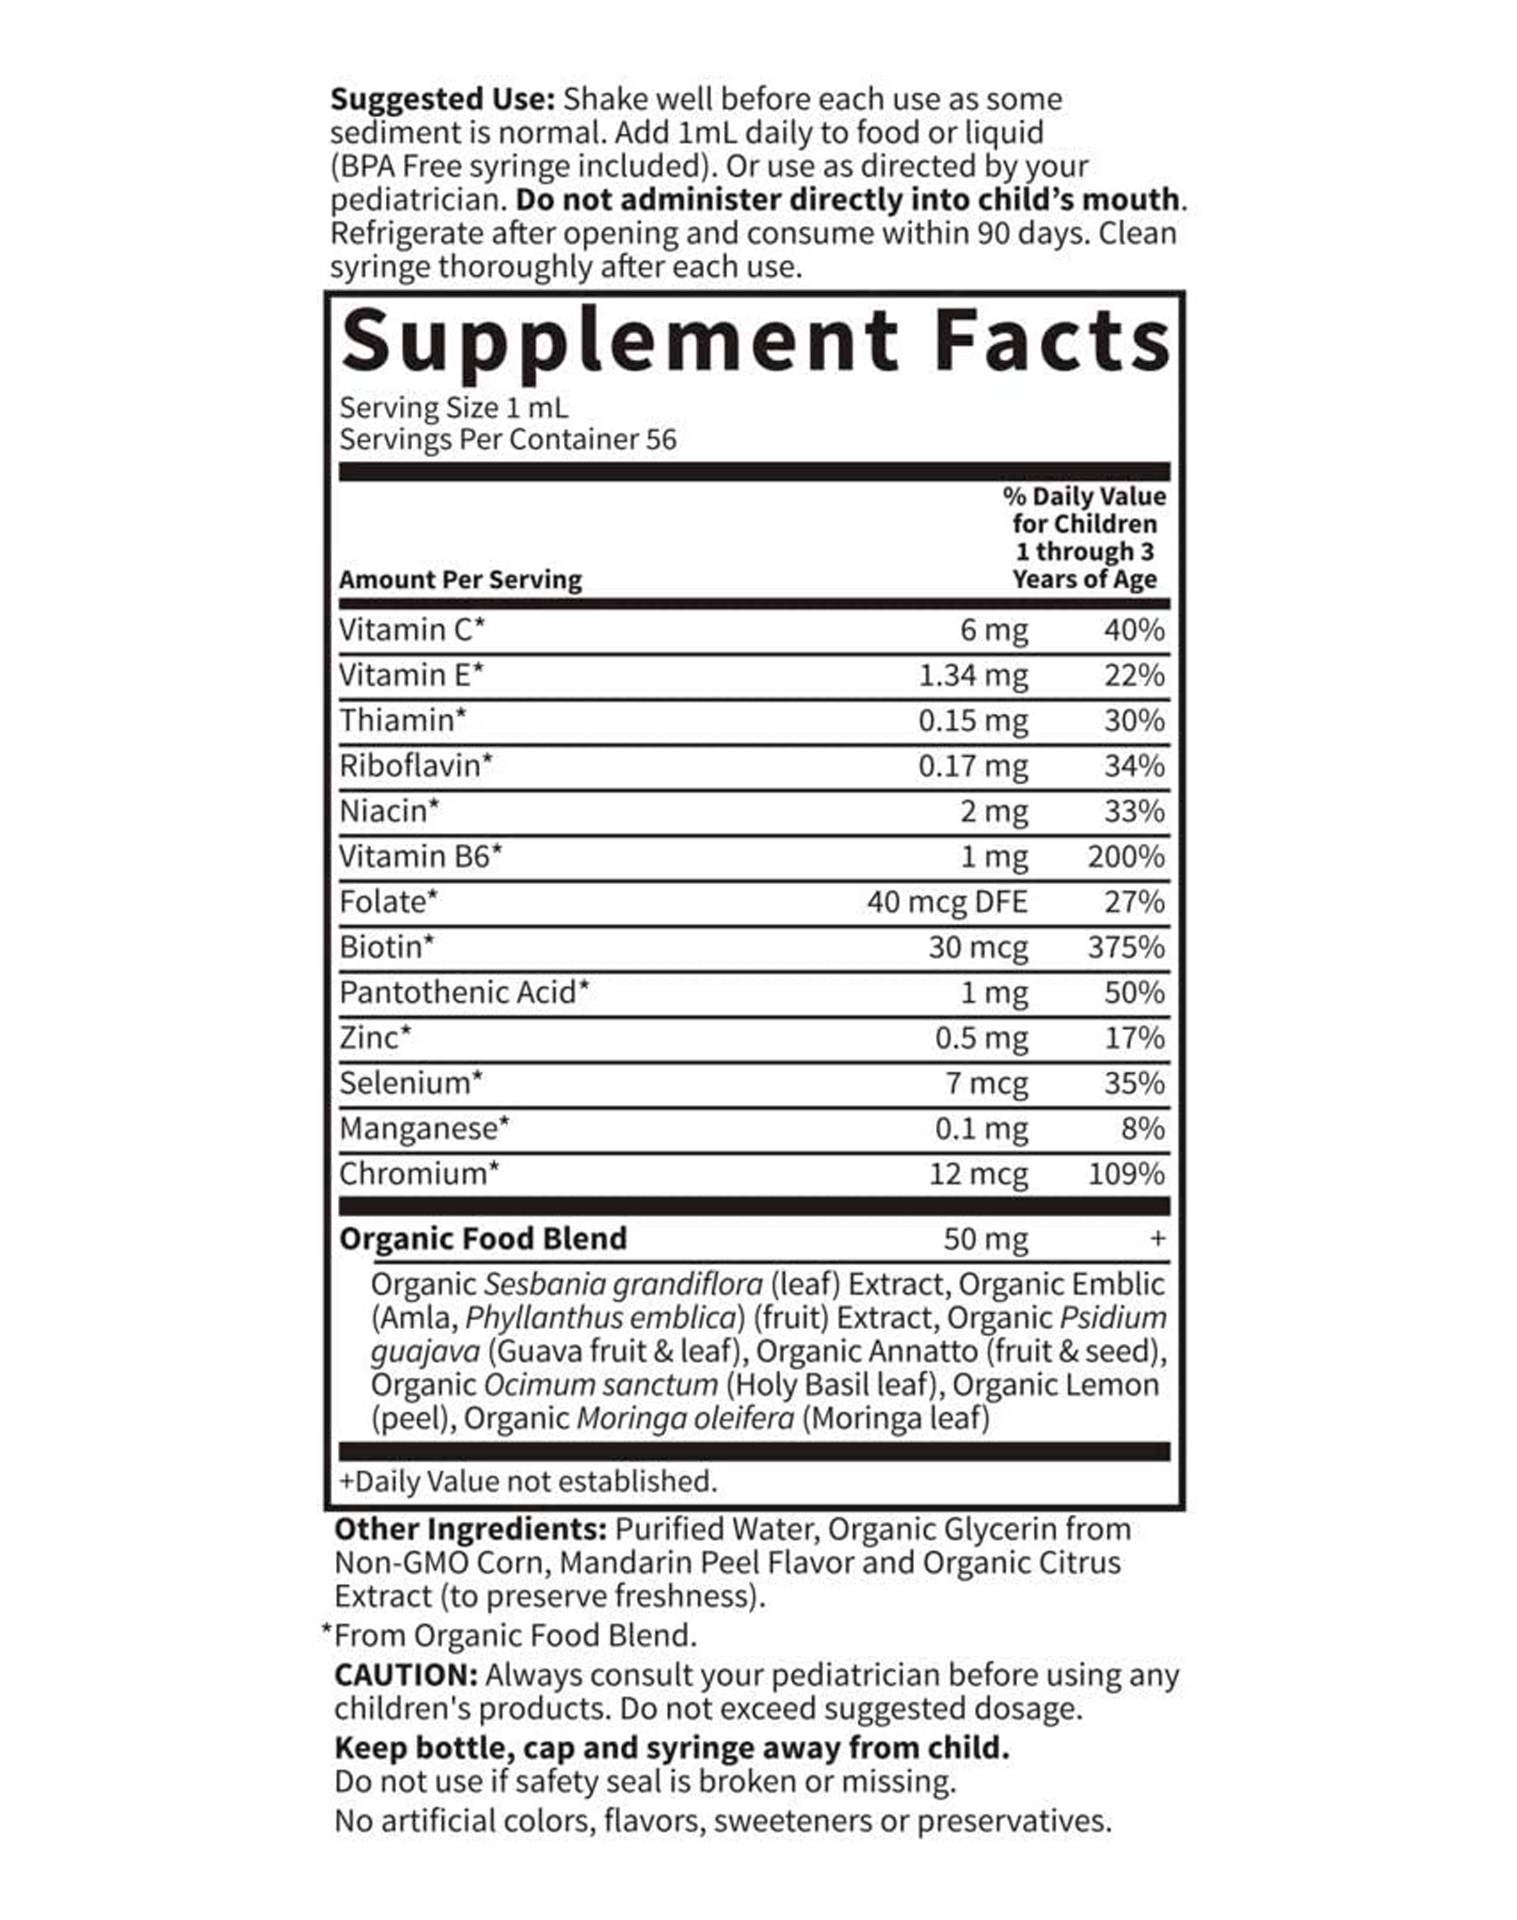 Suggested Use: Shake well before each use as some
sediment is normal. Add 1mL daily to food or liquid
(BPA Free syringe included). Or use as directed by your
pediatrician. Do not administer directly into child’s mouth.
Refrigerate after opening and consume within 90 days. Clean
syringe thoroughly after each use.
Supplement Facts
Serving Size 1 mL
Servings Per Container 56
% Daily Value
for Children
1 through 3
Amount Per Serving Years of Age
Vitamin C* 6 mg 40%
Vitamin E* 1.34 mg 22%
Thiamin* 0.15 mg 30%
Riboflavin* 0.17 mg 34%
Niacin* 2 mg 33%
Vitamin B6* 1 mg 200%
Folate* 40 mcg DFE 27%
Biotin* 30 mcg 375%
Pantothenic Acid* 1 mg 50%
Zinc* 0.5 mg 17%
Selenium* 7 mcg 35%
Manganese* 0.1 mg 8%
Chromium* 12 mcg 109%
Organic Food Blend 50 mg +
Organic Sesbania grandiflora (leaf) Extract, Organic Emblic
(Amla, Phyllanthus emblica) (fruit) Extract, Organic Psidium
guajava (Guava fruit & leaf), Organic Annatto (fruit & seed),
Organic Ocimum sanctum (Holy Basil leaf), Organic Lemon
(peel), Organic Moringa oleifera (Moringa leaf)
+Daily Value not established.
Other Ingredients: Purified Water, Organic Glycerin from
Non-GMO Corn, Mandarin Peel Flavor and Organic Citrus
Extract (to preserve freshness).
*From Organic Food Blend.
CAUTION: Always consult your pediatrician before using any
children's products. Do not exceed suggested dosage.
Keep bottle, cap and syringe away from child.
Do not use if safety seal is broken or missing.
No artificial colors, flavors, sweeteners or preservatives.